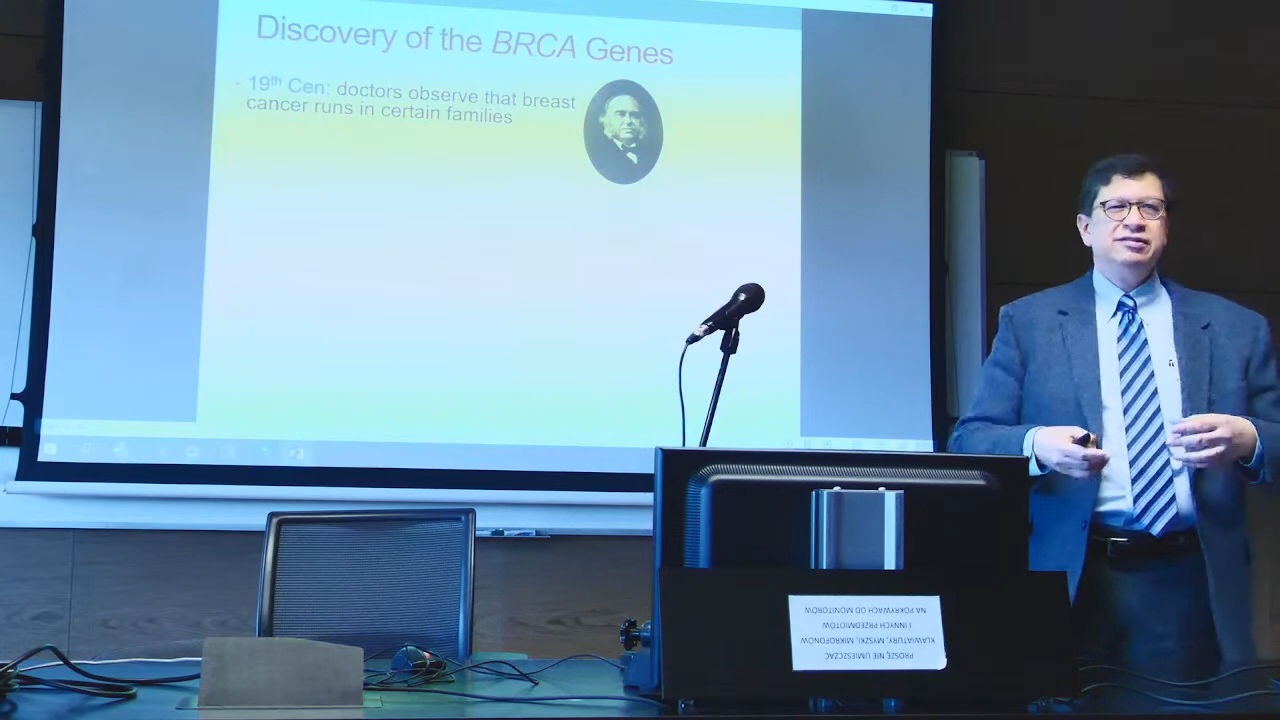 Discovery of the BRCA Genes
- 19th Cen: doctors observe that breast
cancer runs in certain families
PROSZĘ NIE UMIESZCZAĆ
KLAWIATURY, MYSZKI, MIKROFONÓW
I INNYCH PRZEDMIOTÓW
NA POKRYWACH OD MONITORÓW